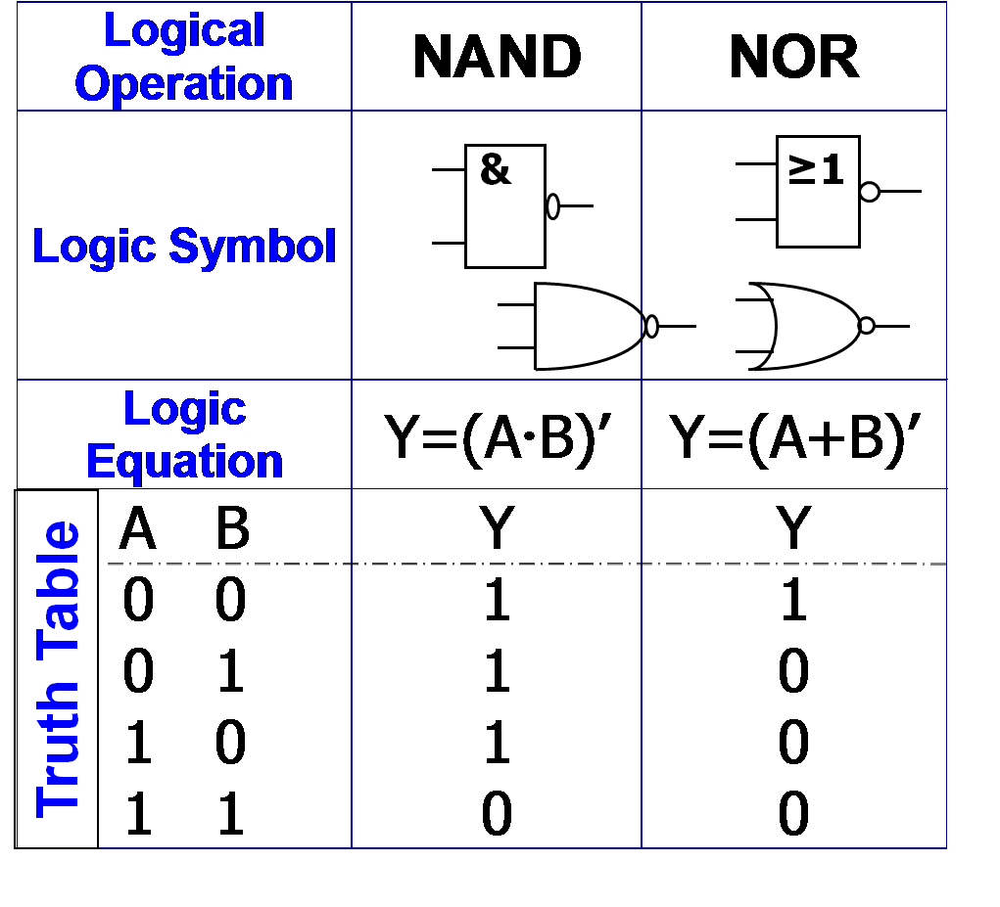 Logical
Operation
NAND
NOR
Logic Symbol
&
≥1
Logic
Equation
Y=(A·B)′
Y=(A+B)′
Truth Table
A B Y Y
0 0 1 1
0 1 1 0
1 0 1 0
1 1 0 0